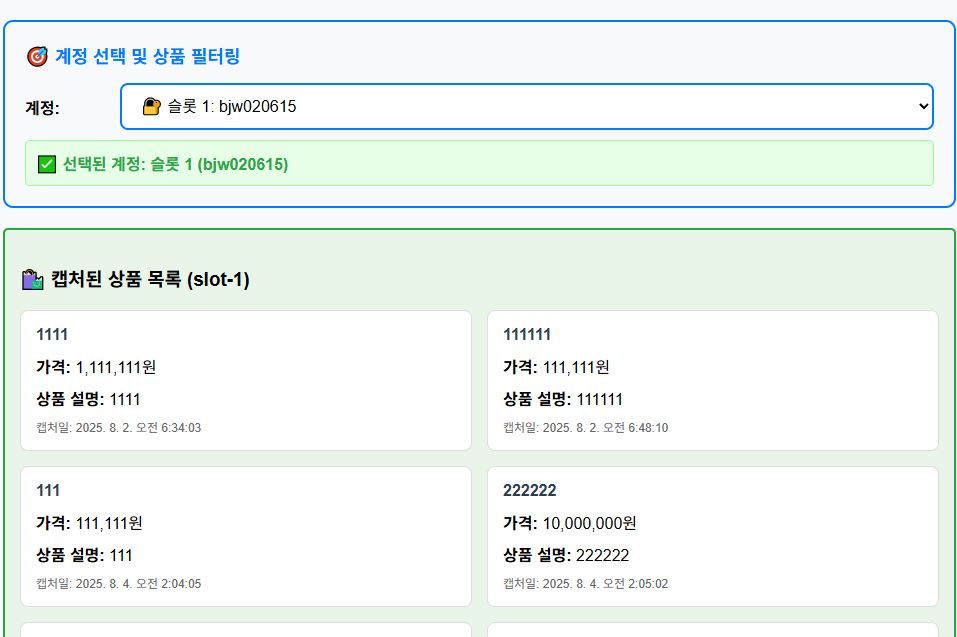 🎯 계정 선택 및 상품 필터링
계정: 🔐 슬롯 1: bjw020615
✅ 선택된 계정: 슬롯 1 (bjw020615)
🛍️ 캡처된 상품 목록 (slot-1)
1111
가격: 1,111,111원
상품 설명: 1111
캡처일: 2025. 8. 2. 오전 6:34:03
111111
가격: 111,111원
상품 설명: 111111
캡처일: 2025. 8. 2. 오전 6:48:10
111
가격: 111,111원
상품 설명: 111
캡처일: 2025. 8. 4. 오전 2:04:05
222222
가격: 10,000,000원
상품 설명: 222222
캡처일: 2025. 8. 4. 오전 2:05:02